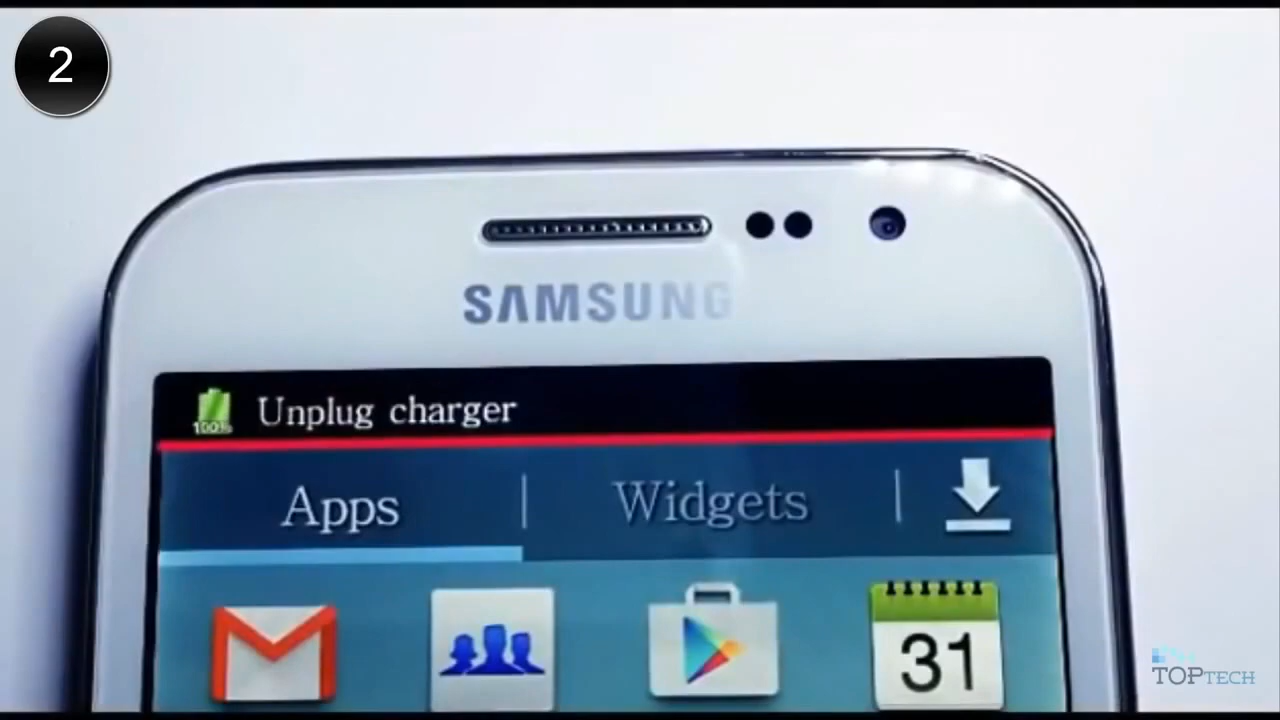 2
SAMSUNG
100% Unplug charger
Apps | Widgets
31
TOPTECH